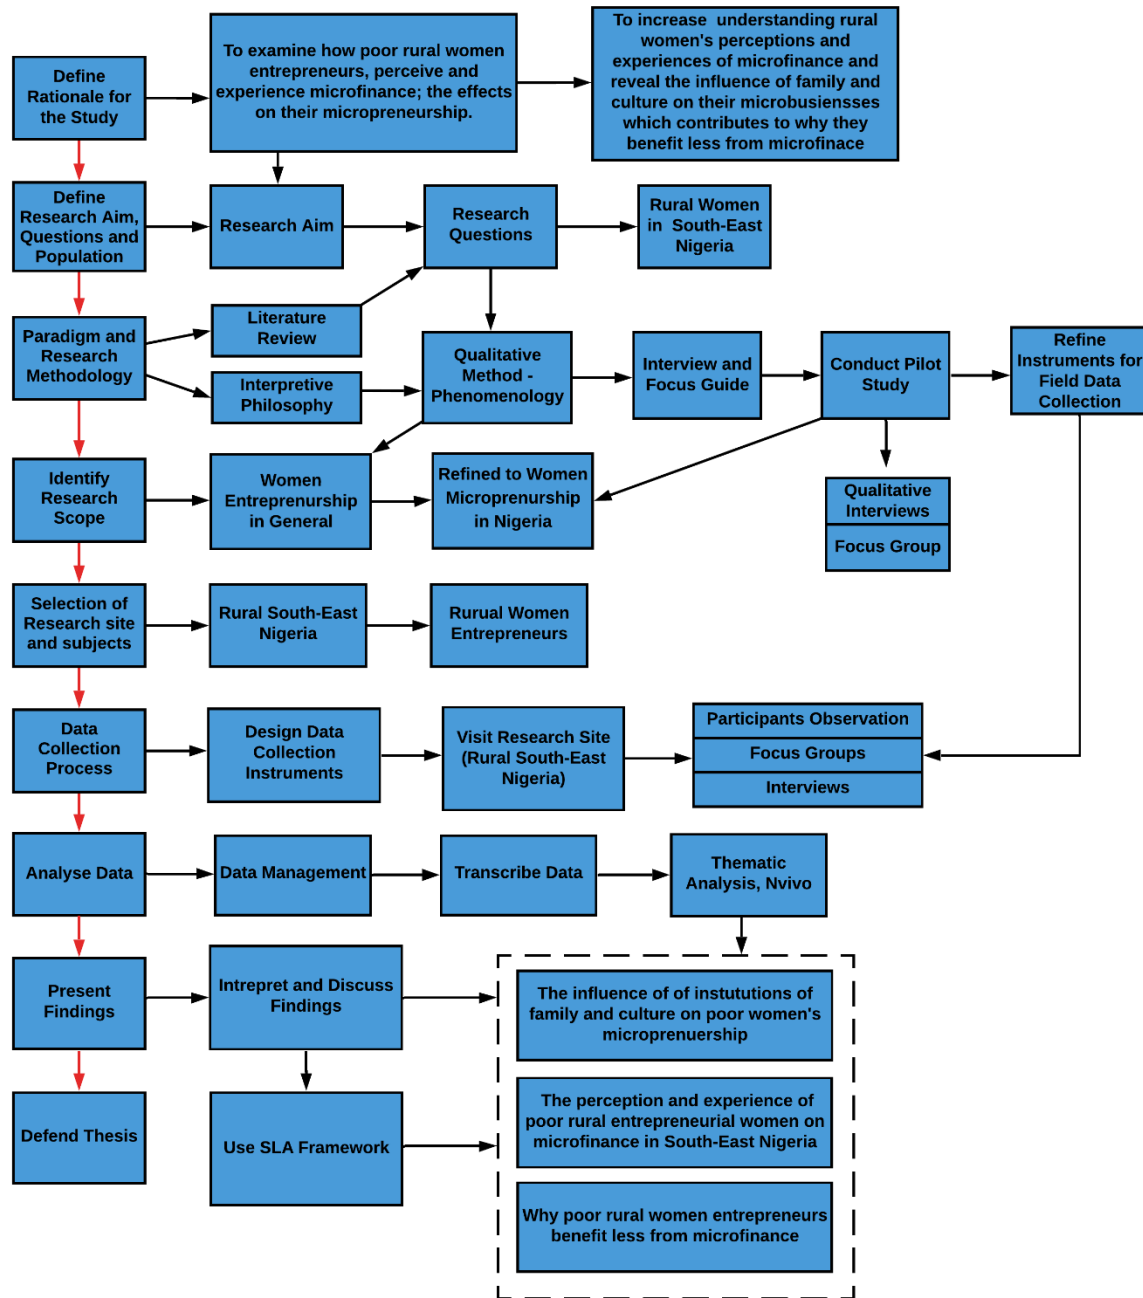 Define
Rationale for
the Study
To examine how poor rural women
entrepreneurs, perceive and
experience microfinance; the effects
on their micropreneurship.
To increase understanding rural
women's perceptions and
experiences of microfinance and
reveal the influence of family and
culture on their microbusiensses
which contributes to why they
benefit less from microfinace
Define
Research Aim,
Questions and
Population
Research Aim
Research
Questions
Rural Women
in South-East
Nigeria
Paradigm and
Research
Methodology
Literature
Review
Interpretive
Philosophy
Qualitative
Method -
Phenomenology
Interview and
Focus Guide
Conduct Pilot
Study
Refine
Instruments for
Field Data
Collection
Identify
Research
Scope
Women
Entreprenurship
in General
Refined to Women
Microprenurship
in Nigeria
Qualitative
Interviews
Focus Group
Selection of
Research site
and subjects
Rural South-East
Nigeria
Rurual Women
Entrepreneurs
Data
Collection
Process
Design Data
Collection
Instruments
Visit Research Site
(Rural South-East
Nigeria)
Participants Observation
Focus Groups
Interviews
Analyse Data
Data Management
Transcribe Data
Thematic
Analysis, Nvivo
Present
Findings
Intrepret and Discuss
Findings
The influence of of instutations of
family and culture on poor women's
microprenuership
Defend Thesis
Use SLA Framework
The perception and experience of
poor rural entrepreneurial women on
microfinance in South-East Nigeria
Why poor rural women entrepreneurs
benefit less from microfinance